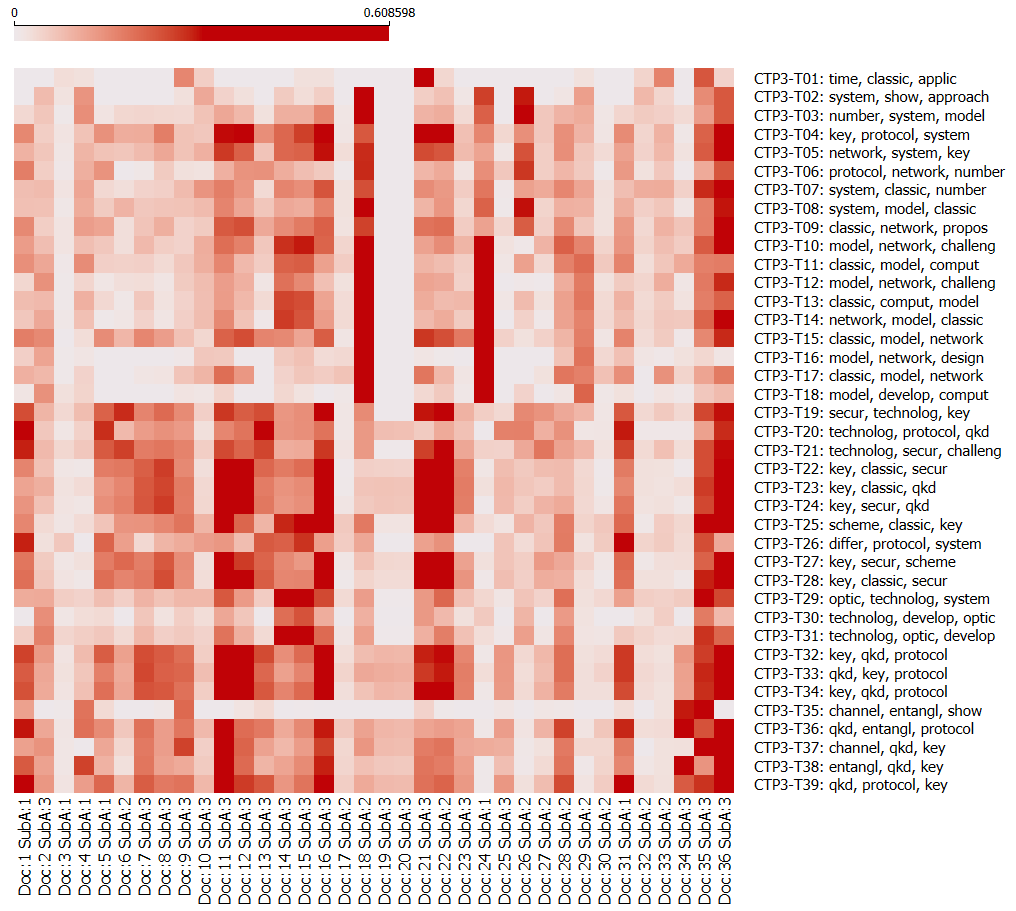 0
0.608598
CTP3-T01: time, classic, applic
CTP3-T02: system, show, approach
CTP3-T03: number, system, model
CTP3-T04: key, protocol, system
CTP3-T05: network, system, key
CTP3-T06: protocol, network, number
CTP3-T07: system, classic, number
CTP3-T08: system, model, classic
CTP3-T09: classic, network, propos
CTP3-T10: model, network, challeng
CTP3-T11: classic, model, comput
CTP3-T12: model, network, challeng
CTP3-T13: classic, comput, model
CTP3-T14: network, model, classic
CTP3-T15: classic, model, network
CTP3-T16: model, network, design
CTP3-T17: classic, model, network
CTP3-T18: model, develop, comput
CTP3-T19: secur, technolog, key
CTP3-T20: technolog, protocol, qkd
CTP3-T21: technolog, secur, challeng
CTP3-T22: key, classic, secur
CTP3-T23: key, classic, qkd
CTP3-T24: key, secur, qkd
CTP3-T25: scheme, classic, key
CTP3-T26: differ, protocol, system
CTP3-T27: key, secur, scheme
CTP3-T28: key, classic, secur
CTP3-T29: optic, technolog, system
CTP3-T30: technolog, develop, optic
CTP3-T31: technolog, optic, develop
CTP3-T32: key, qkd, protocol
CTP3-T33: qkd, key, protocol
CTP3-T34: key, qkd, protocol
CTP3-T35: channel, entangl, show
CTP3-T36: qkd, entangl, protocol
CTP3-T37: channel, qkd, key
CTP3-T38: entangl, qkd, key
CTP3-T39: qkd, protocol, key
Doc:1 SubA:1
Doc:2 SubA:3
Doc:3 SubA:1
Doc:4 SubA:1
Doc:5 SubA:1
Doc:6 SubA:2
Doc:7 SubA:3
Doc:8 SubA:3
Doc:9 SubA:3
Doc:10 SubA:3
Doc:11 SubA:3
Doc:12 SubA:3
Doc:13 SubA:3
Doc:14 SubA:3
Doc:15 SubA:3
Doc:16 SubA:3
Doc:17 SubA:2
Doc:18 SubA:2
Doc:19 SubA:3
Doc:20 SubA:3
Doc:21 SubA:3
Doc:22 SubA:2
Doc:23 SubA:3
Doc:24 SubA:1
Doc:25 SubA:3
Doc:26 SubA:2
Doc:27 SubA:2
Doc:28 SubA:2
Doc:29 SubA:2
Doc:30 SubA:2
Doc:31 SubA:1
Doc:32 SubA:2
Doc:33 SubA:2
Doc:34 SubA:3
Doc:35 SubA:3
Doc:36 SubA:3